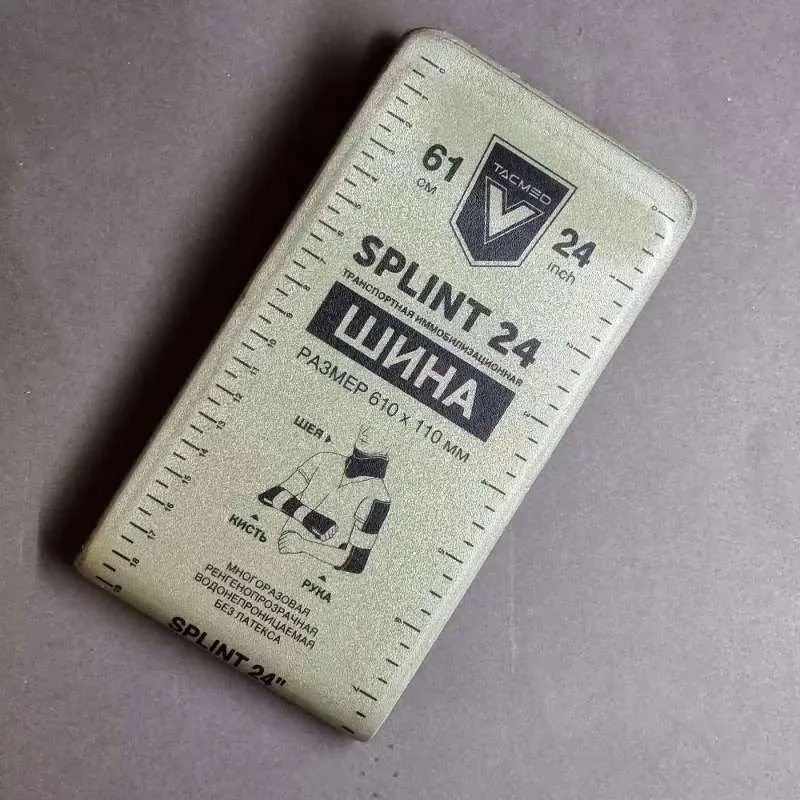 61
СМ
TACMED
24
inch
SPLINT 24
ТРАНСПОРТНАЯ ИММОБИЛИЗАЦИОННАЯ
ШИНА
РАЗМЕР 610 X 110 ММ
ШЕЯ
КИСТЬ
РУКА
МНОГОРАЗОВАЯ
РЕНГЕНОПРОЗРАЧНАЯ
ВОДОНЕПРОНИЦАЕМАЯ
БЕЗ ЛАТЕКСА
SPLINT 24"